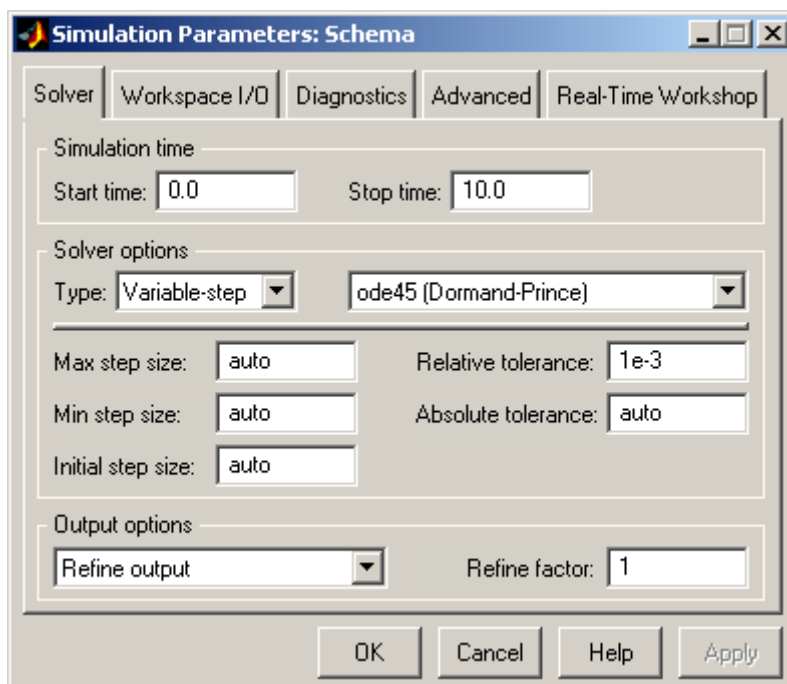 Simulation Parameters: Schema
Solver Workspace I/O Diagnostics Advanced Real-Time Workshop
Simulation time
Start time: 0.0 Stop time: 10.0
Solver options
Type: Variable-step ode45 (Dormand-Prince)
Max step size: auto Relative tolerance: 1e-3
Min step size: auto Absolute tolerance: auto
Initial step size: auto
Output options
Refine output Refine factor: 1
OK Cancel Help Apply